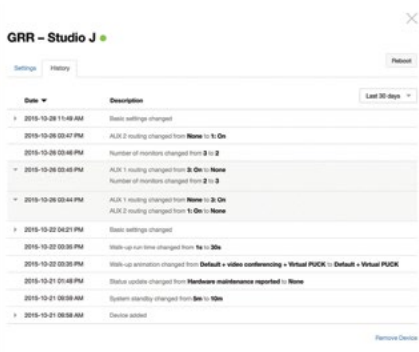 GRR – Studio J
Reboot
Settings History
Last 30 days
Date Description
2015-10-28 11:49 AM Basic settings changed
2015-10-26 03:47 PM AUX 2 routing changed from None to 1: On
2015-10-26 03:46 PM Number of monitors changed from 3 to 2
2015-10-26 03:45 PM AUX 1 routing changed from 3: On to None
Number of monitors changed from 2 to 3
2015-10-26 03:44 PM AUX 1 routing changed from None to 3: On
AUX 2 routing changed from 1: On to None
2015-10-22 04:21 PM Basic settings changed
2015-10-22 03:35 PM Walk-up run time changed from 1s to 30s
2015-10-22 03:35 PM Walk-up animation changed from Default + video conferencing + Virtual PUCK to Default + Virtual PUCK
2015-10-21 01:48 PM Status update changed from Hardware maintenance reported to None
2015-10-21 08:59 AM System standby changed from 5m to 10m
2015-10-21 08:58 AM Device added
Remove Device